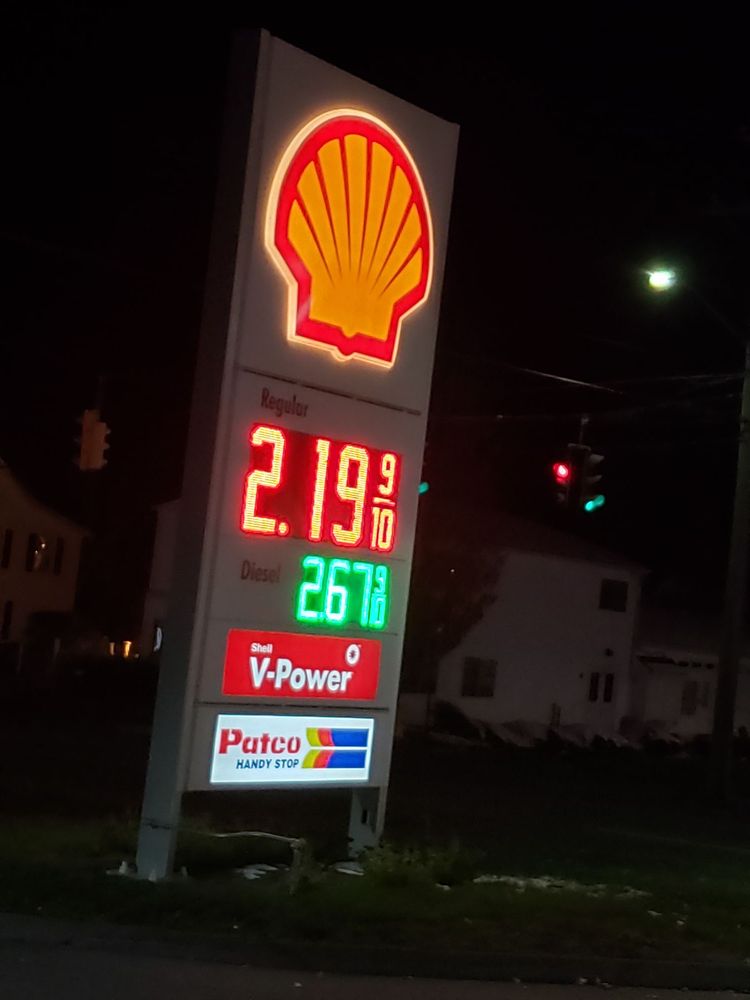 Regular
2.19 9/10
Diesel
2.67 9/10
Shell
V-Power
Patco
HANDY STOP